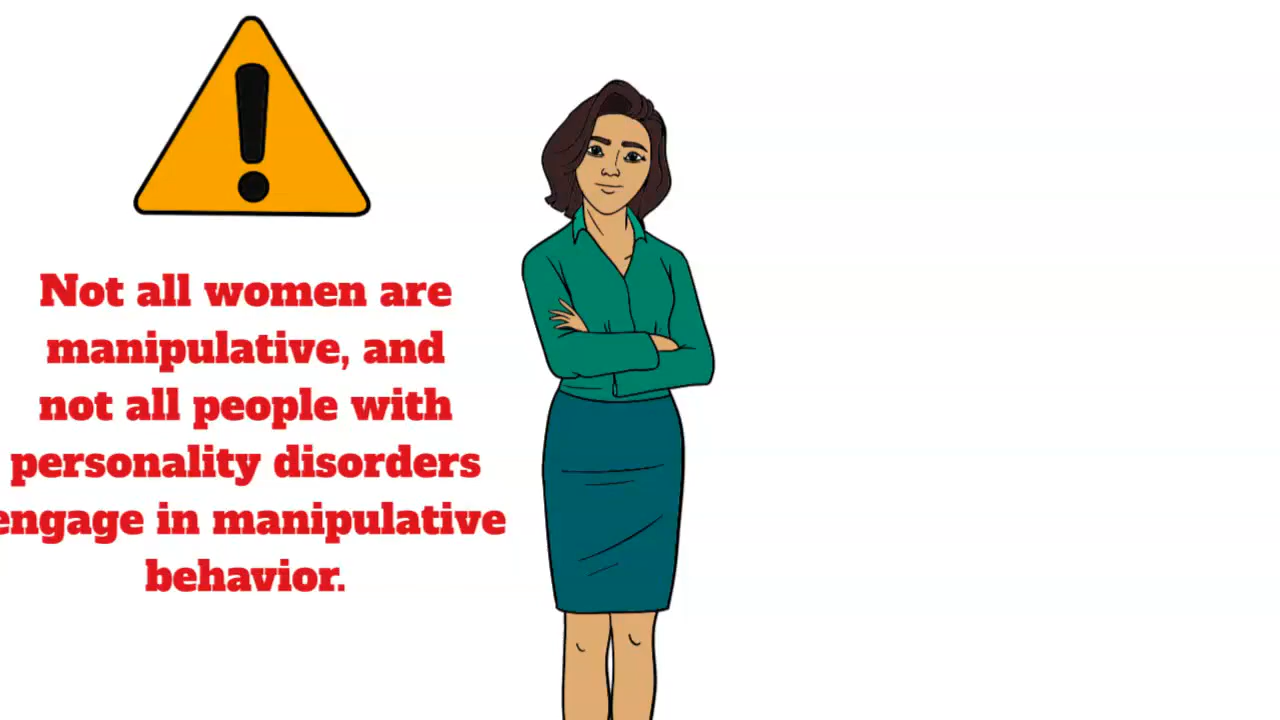 Not all women are
manipulative, and
not all people with
personality disorders
engage in manipulative
behavior.